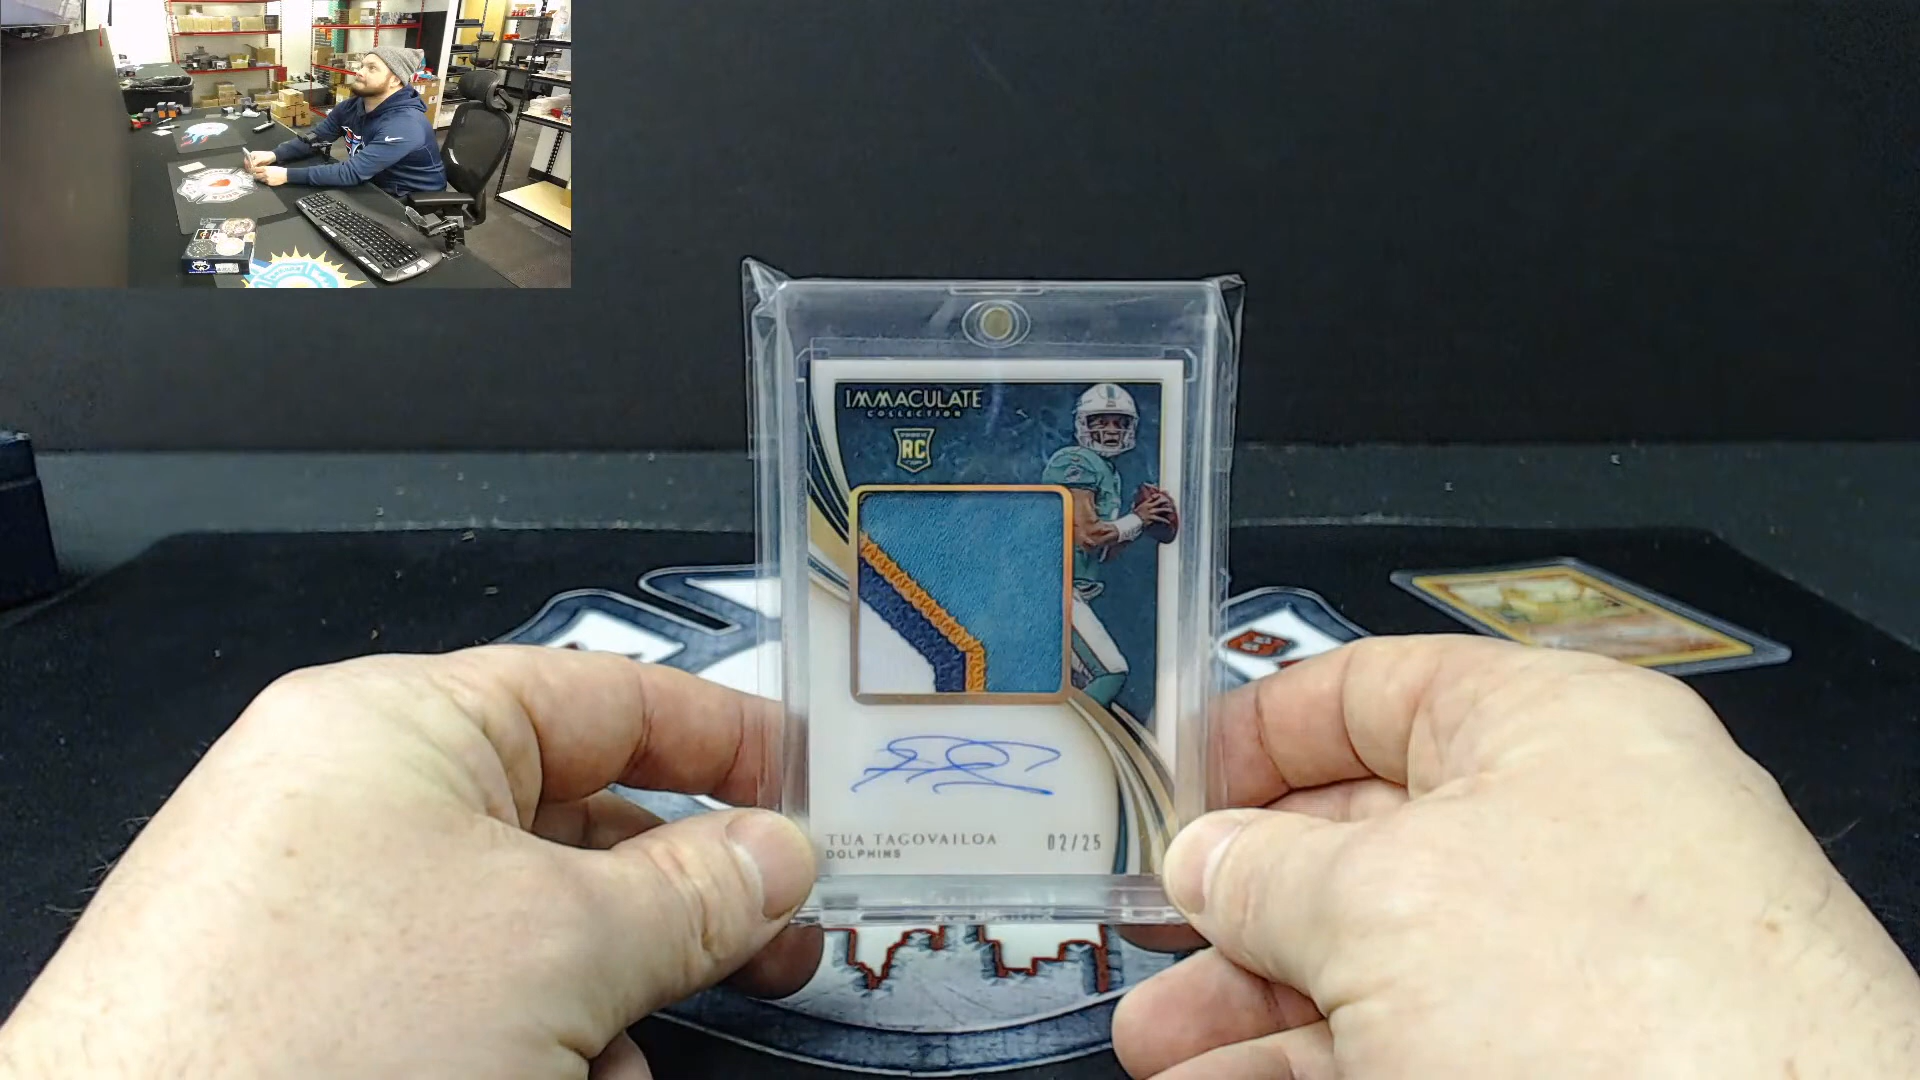 IMMACULATE
COLLECTION
RC
TUA TAGOVAILOA 02/25
DOLPHINS